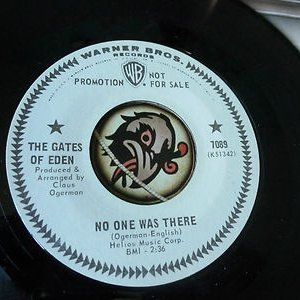 WARNER BROS.
RECORDS
PROMOTION
WB
NOT
FOR SALE
THE GATES
OF EDEN
Produced &
Arranged by
Claus
Ogerman
7089
(K51342)
NO ONE WAS THERE
(Ogerman-English)
Helios Music Corp.
BMI - 2:36